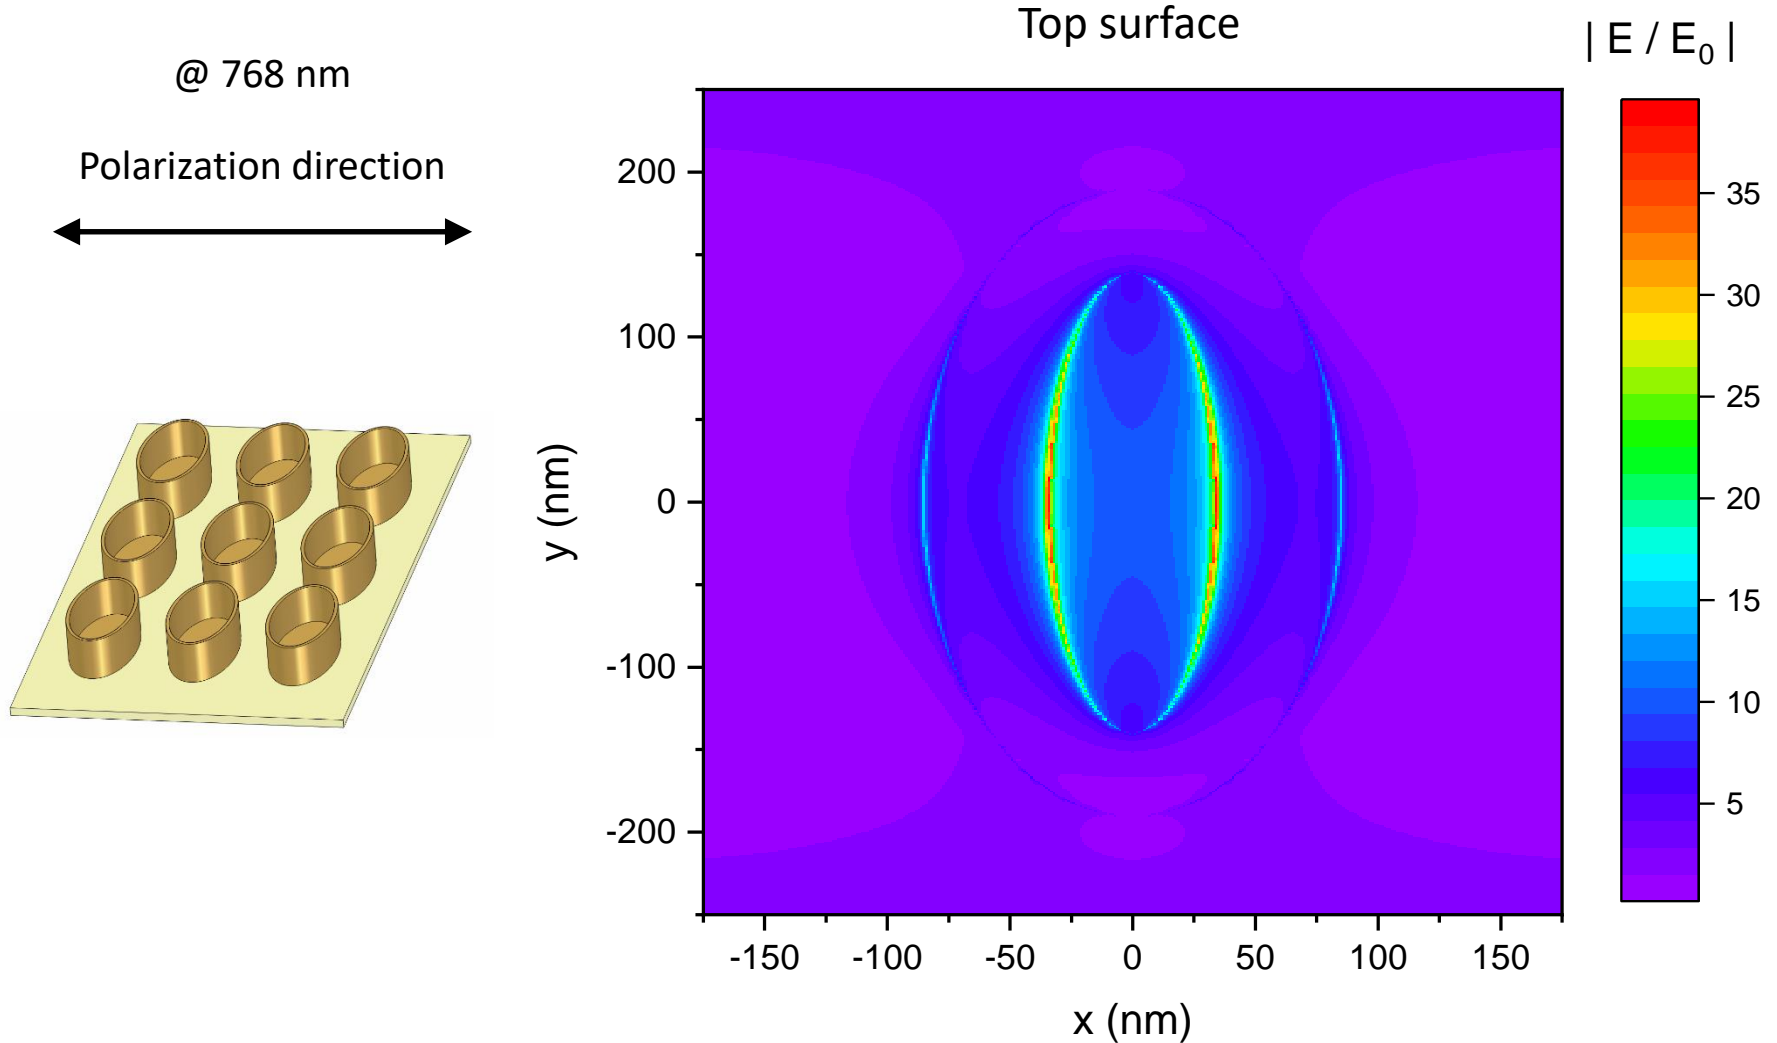 @ 768 nm
Polarization direction
Top surface
| E / E₀ |
200
100
0
-100
-200
y (nm)
-150 -100 -50 0 50 100 150
x (nm)
35
30
25
20
15
10
5